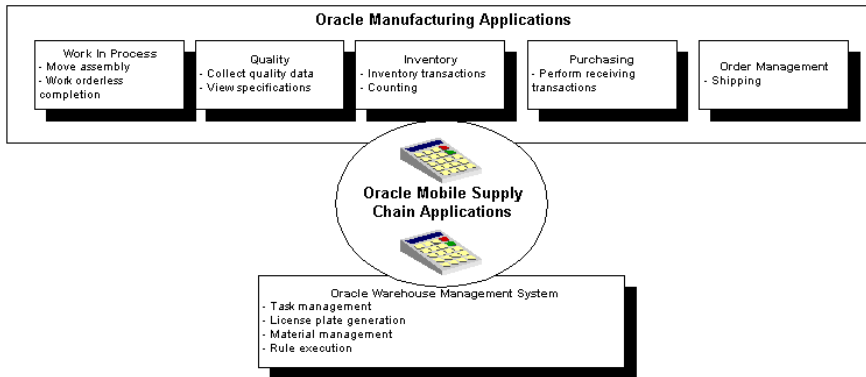 Oracle Manufacturing Applications
Work In Process
- Move assembly
- Work orderless
completion
Quality
- Collect quality data
- View specifications
Inventory
- Inventory transactions
- Counting
Purchasing
- Perform receiving
transactions
Order Management
- Shipping
Oracle Mobile Supply
Chain Applications
Oracle Warehouse Management System
- Task management
- License plate generation
- Material management
- Rule execution